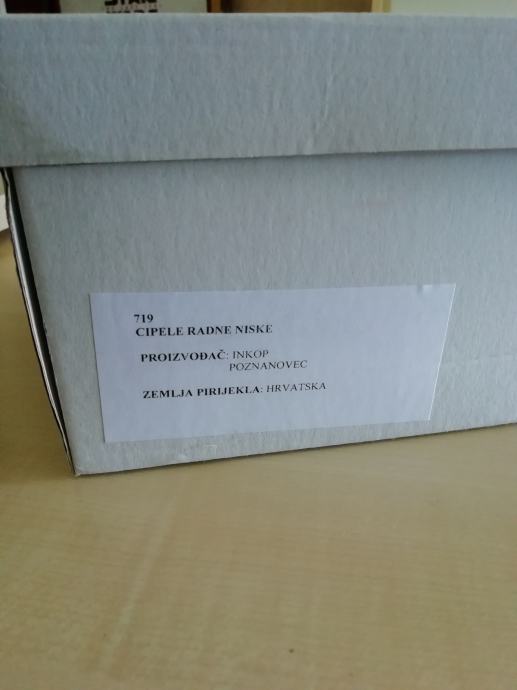 719
CIPELE RADNE NISKE
PROIZVOĐAČ: INKOP
POZNANOVEC
ZEMLJA PIRIJEKLA: HRVATSKA